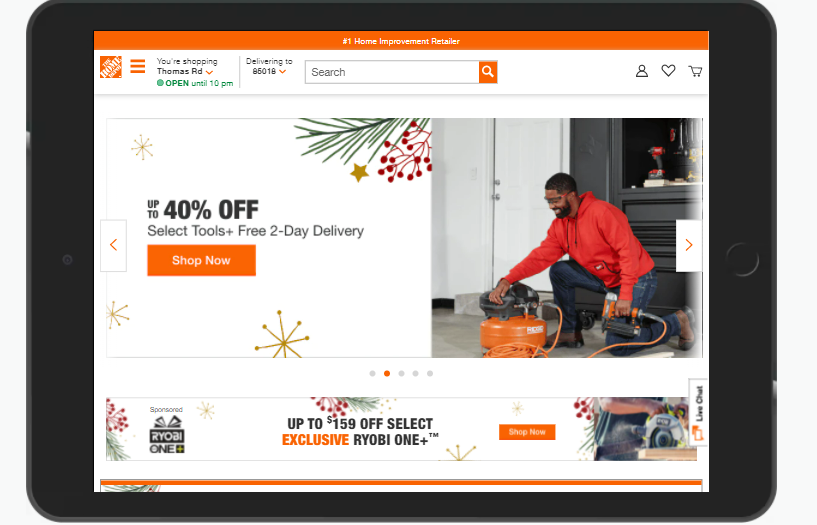 #1 Home Improvement Retailer
THE HOME DEPOT
You're shopping
Thomas Rd
OPEN until 10 pm
Delivering to
85018
Search
UP TO 40% OFF
Select Tools+ Free 2-Day Delivery
Shop Now
RIDGID
Sponsored
RYOBI
ONE+
UP TO $159 OFF SELECT
EXCLUSIVE RYOBI ONE+™
Shop Now
RYOBI
Live Chat